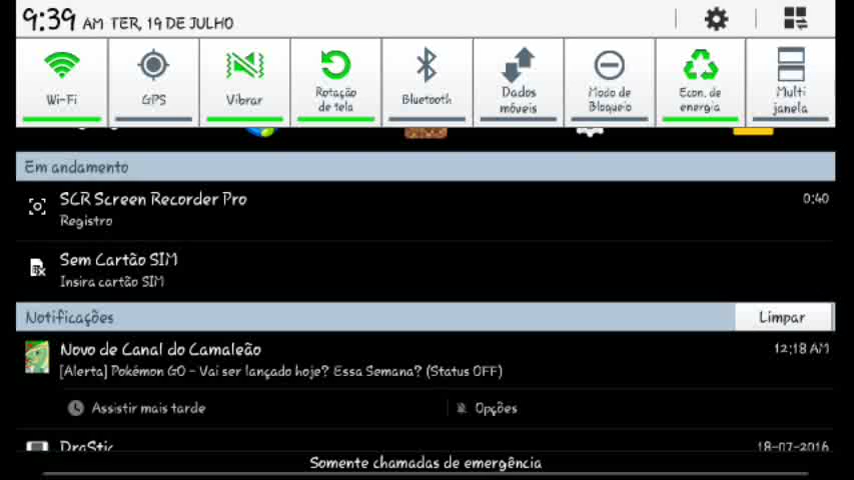 9:39 AM TER, 19 DE JULHO
Wi-Fi
GPS
Vibrar
Rotação
de tela
Bluetooth
Dados
móveis
Modo de
Bloqueio
Econ. de
energia
Multi
janela
Em andamento
SCR Screen Recorder Pro 0:40
Registro
Sem Cartão SIM
Insira cartão SIM
Notificações Limpar
Novo de Canal do Camaleão 12:18 AM
[Alerta] Pokémon GO - Vai ser lançado hoje? Essa Semana? (Status OFF)
Assistir mais tarde Opções
DraStic 18-07-2016
Somente chamadas de emergência